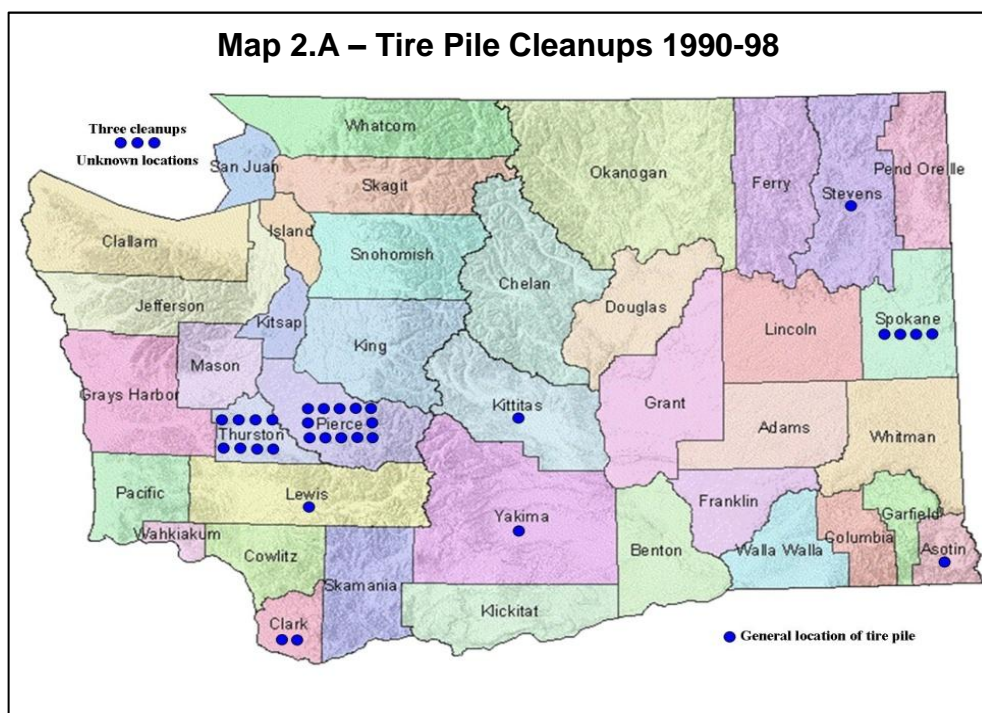 Map 2.A – Tire Pile Cleanups 1990-98
Three cleanups
Unknown locations
Whatcom
San Juan
Skagit
Okanogan
Ferry
Stevens
Pend Oreille
Island
Clallam
Snohomish
Chelan
Jefferson
Kitsap
Douglas
Lincoln
Spokane
King
Mason
Grays Harbor
Kittitas
Grant
Pierce
Thurston
Adams
Whitman
Pacific
Lewis
Yakima
Franklin
Garfield
Wahkiakum
Cowlitz
Benton
Walla Walla
Columbia
Asotin
Skamania
Klickitat
Clark
General location of tire pile